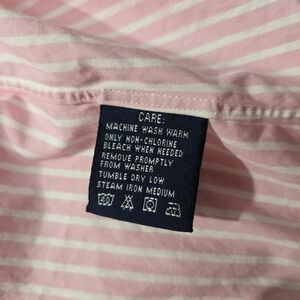 CARE:
MACHINE WASH WARM
ONLY NON-CHLORINE
BLEACH WHEN NEEDED
REMOVE PROMPTLY
FROM WASHER
TUMBLE DRY LOW
STEAM IRON MEDIUM
40